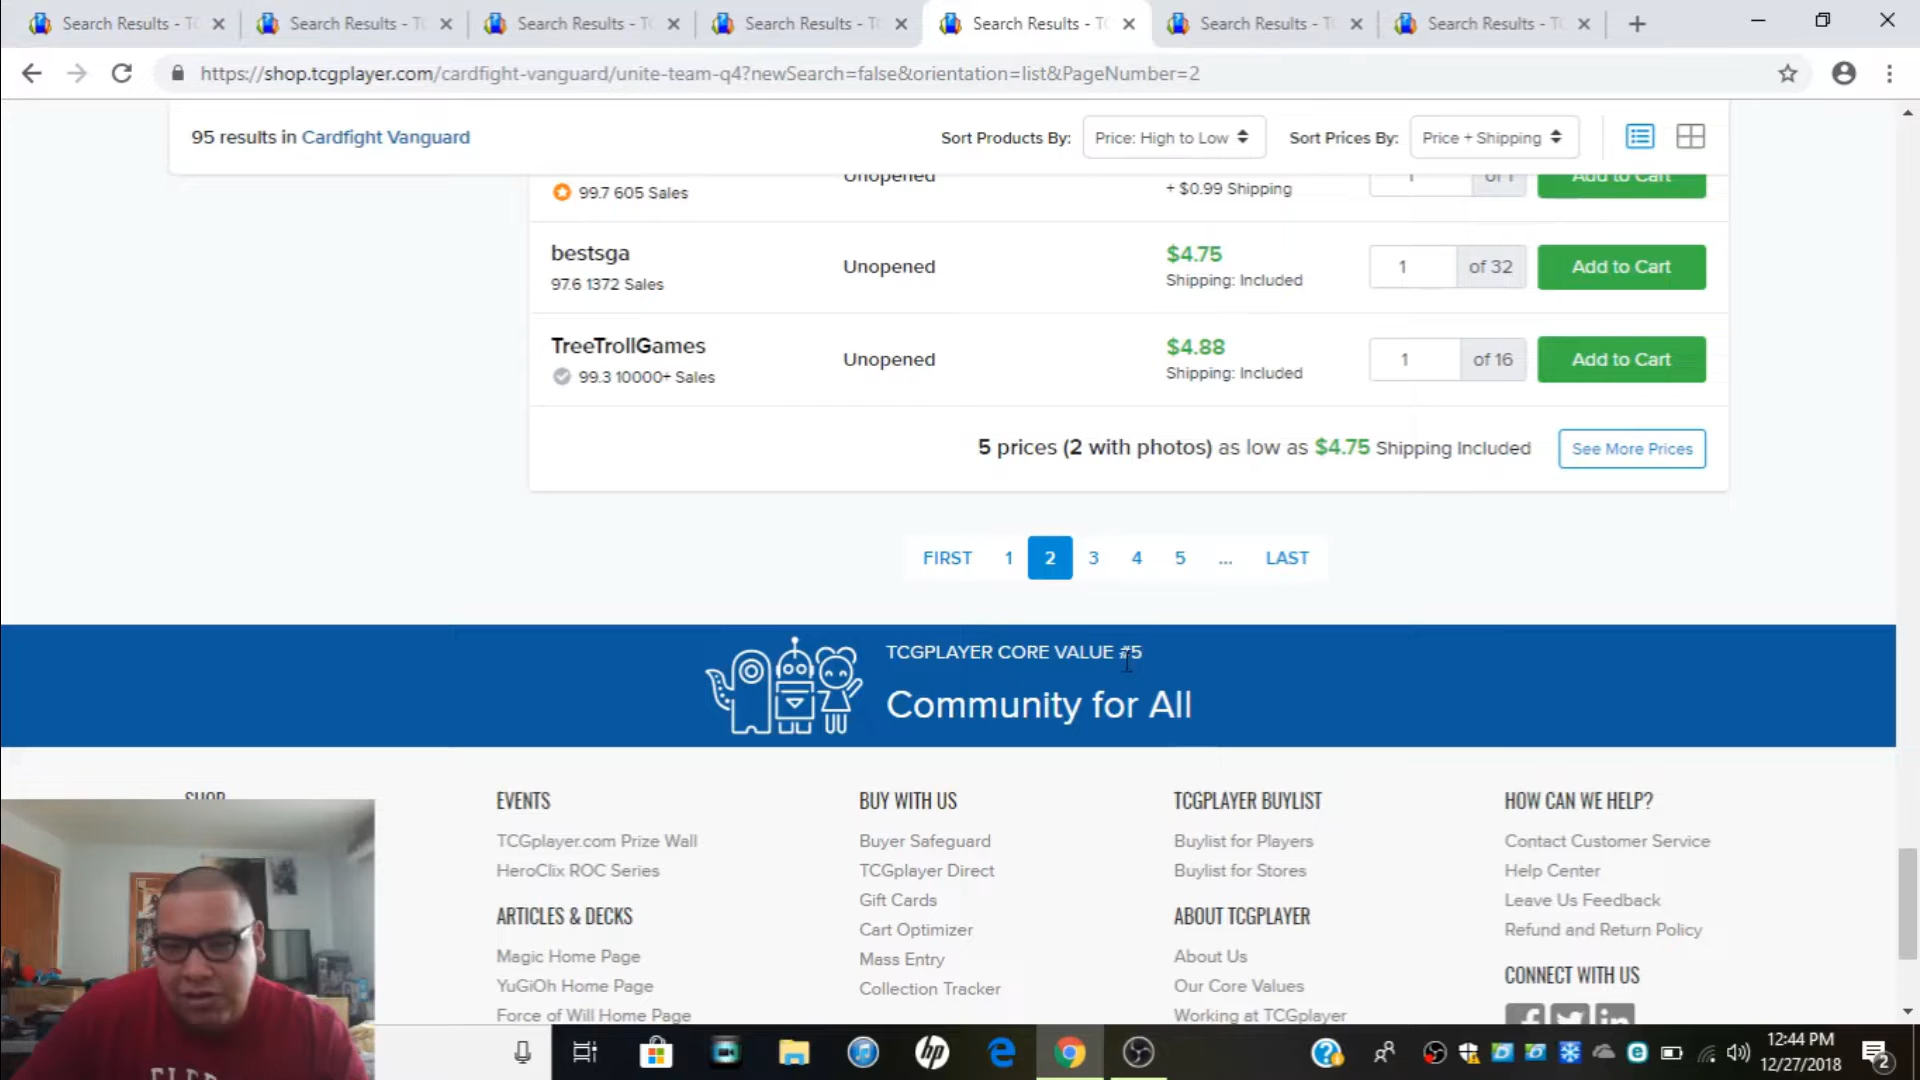 Search Results - TC
Search Results - TC
Search Results - TC
Search Results - TC
Search Results - TC
Search Results - TC
Search Results - TC
https://shop.tcgplayer.com/cardfight-vanguard/unite-team-q4?newSearch=false&orientation=list&PageNumber=2
95 results in Cardfight Vanguard
Sort Products By: Price: High to Low
Sort Prices By: Price + Shipping
99.7 605 Sales
Unopened
+ $0.99 Shipping
1 of 1
Add to Cart
bestsga
97.6 1372 Sales
Unopened
$4.75
Shipping: Included
1 of 32
Add to Cart
TreeTrollGames
99.3 10000+ Sales
Unopened
$4.88
Shipping: Included
1 of 16
Add to Cart
5 prices (2 with photos) as low as $4.75 Shipping Included
See More Prices
FIRST 1 2 3 4 5 ... LAST
TCGPLAYER CORE VALUE #5
Community for All
SHOP
EVENTS
TCGplayer.com Prize Wall
HeroClix ROC Series
ARTICLES & DECKS
Magic Home Page
YuGiOh Home Page
Force of Will Home Page
BUY WITH US
Buyer Safeguard
TCGplayer Direct
Gift Cards
Cart Optimizer
Mass Entry
Collection Tracker
TCGPLAYER BUYLIST
Buylist for Players
Buylist for Stores
ABOUT TCGPLAYER
About Us
Our Core Values
Working at TCGplayer
HOW CAN WE HELP?
Contact Customer Service
Help Center
Leave Us Feedback
Refund and Return Policy
CONNECT WITH US
hp
12:44 PM
12/27/2018
2